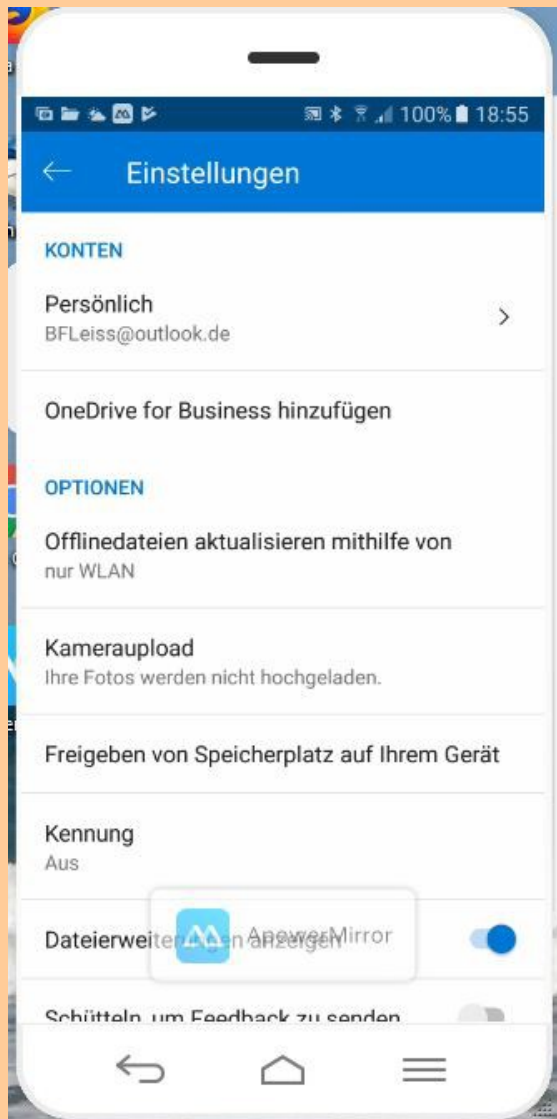 100% 18:55
Einstellungen
KONTEN
Persönlich
BFLeiss@outlook.de
OneDrive for Business hinzufügen
OPTIONEN
Offlinedateien aktualisieren mithilfe von
nur WLAN
Kameraupload
Ihre Fotos werden nicht hochgeladen.
Freigeben von Speicherplatz auf Ihrem Gerät
Kennung
Aus
Dateierweiterungen anzeigen
ApowerMirror
Schütteln, um Feedback zu senden